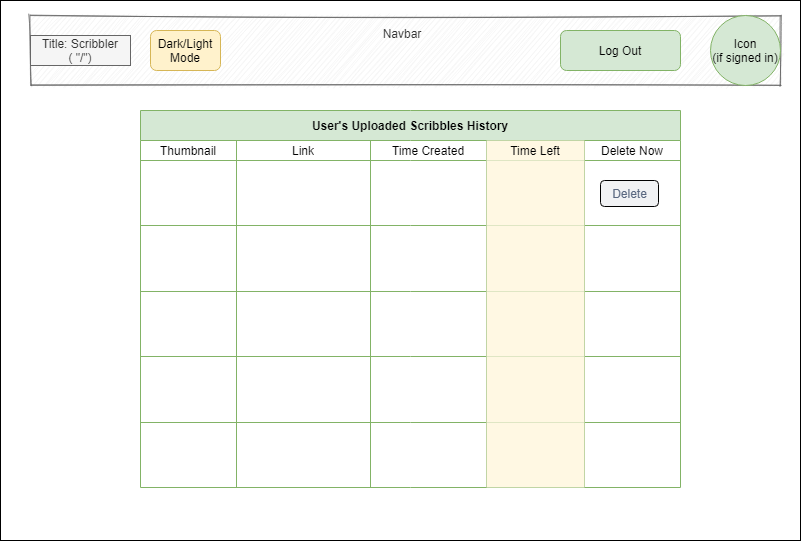 Navbar
Title: Scribbler
( "/")
Dark/Light
Mode
Log Out
Icon
(if signed in)
User's Uploaded Scribbles History
Thumbnail Link Time Created Time Left Delete Now
Delete